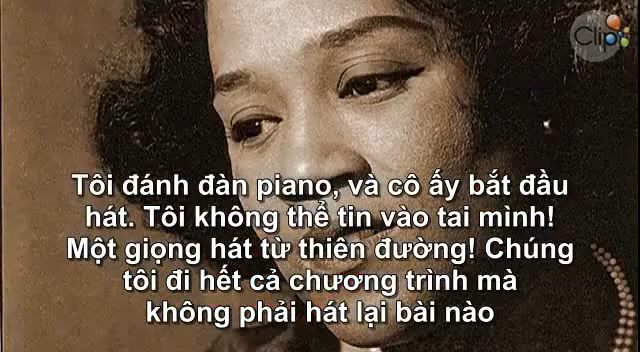 Clip
Tôi đánh đàn piano, và cô ấy bắt đầu
hát. Tôi không thể tin vào tai mình!
Một giọng hát từ thiên đường! Chúng
tôi đi hết cả chương trình mà
không phải hát lại bài nào